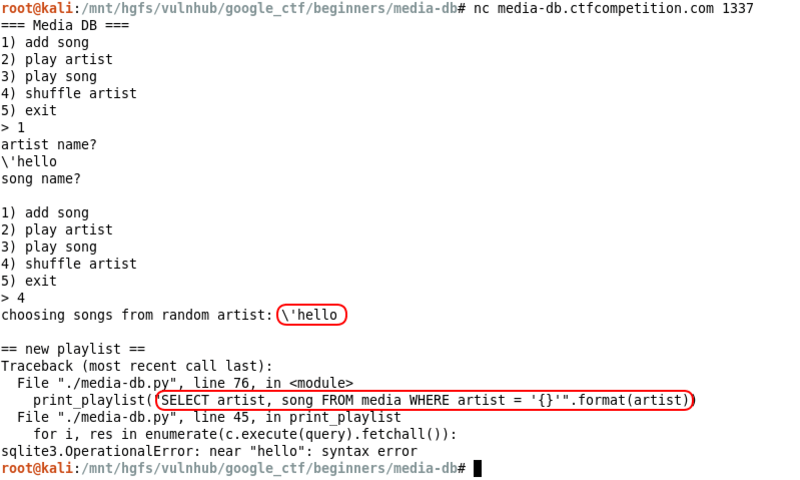 root@kali:/mnt/hgfs/vulnhub/google_ctf/beginners/media-db# nc media-db.ctfcompetition.com 1337
=== Media DB ===
1) add song
2) play artist
3) play song
4) shuffle artist
5) exit
> 1
artist name?
\'hello
song name?
1) add song
2) play artist
3) play song
4) shuffle artist
5) exit
> 4
choosing songs from random artist: \'hello
== new playlist ==
Traceback (most recent call last):
  File "./media-db.py", line 76, in <module>
    print_playlist("SELECT artist, song FROM media WHERE artist = '{}'".format(artist))
  File "./media-db.py", line 45, in print_playlist
    for i, res in enumerate(c.execute(query).fetchall()):
sqlite3.OperationalError: near "hello": syntax error
root@kali:/mnt/hgfs/vulnhub/google_ctf/beginners/media-db#